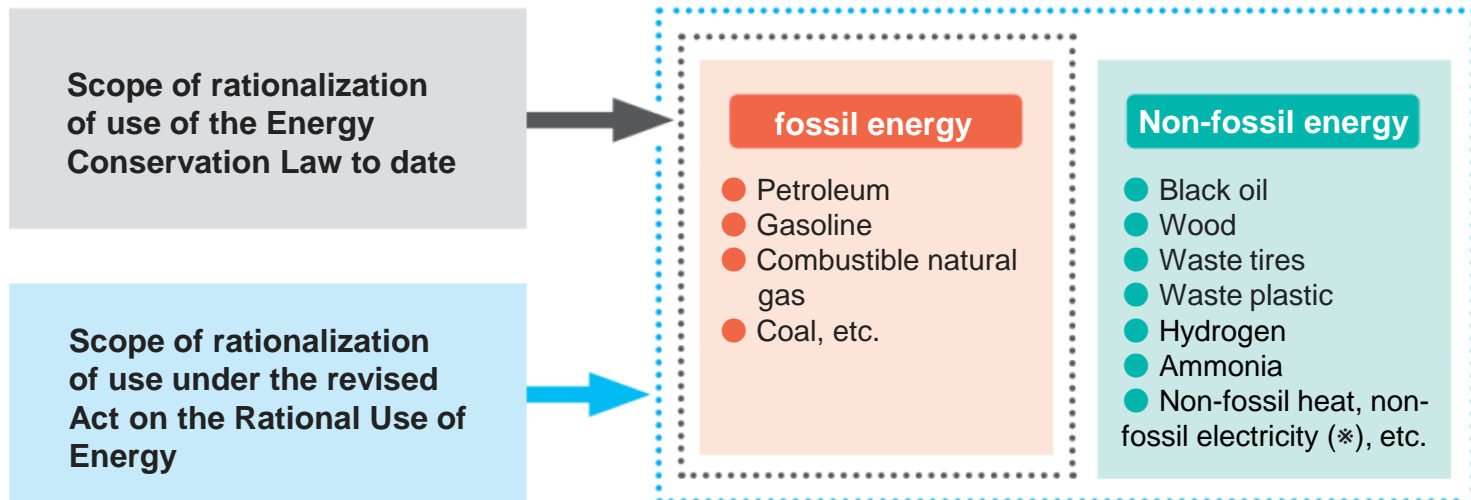 Scope of rationalization
of use of the Energy
Conservation Law to date
Scope of rationalization
of use under the revised
Act on the Rational Use of
Energy
fossil energy
● Petroleum
● Gasoline
● Combustible natural
gas
● Coal, etc.
Non-fossil energy
● Black oil
● Wood
● Waste tires
● Waste plastic
● Hydrogen
● Ammonia
● Non-fossil heat, non-
fossil electricity (※), etc.